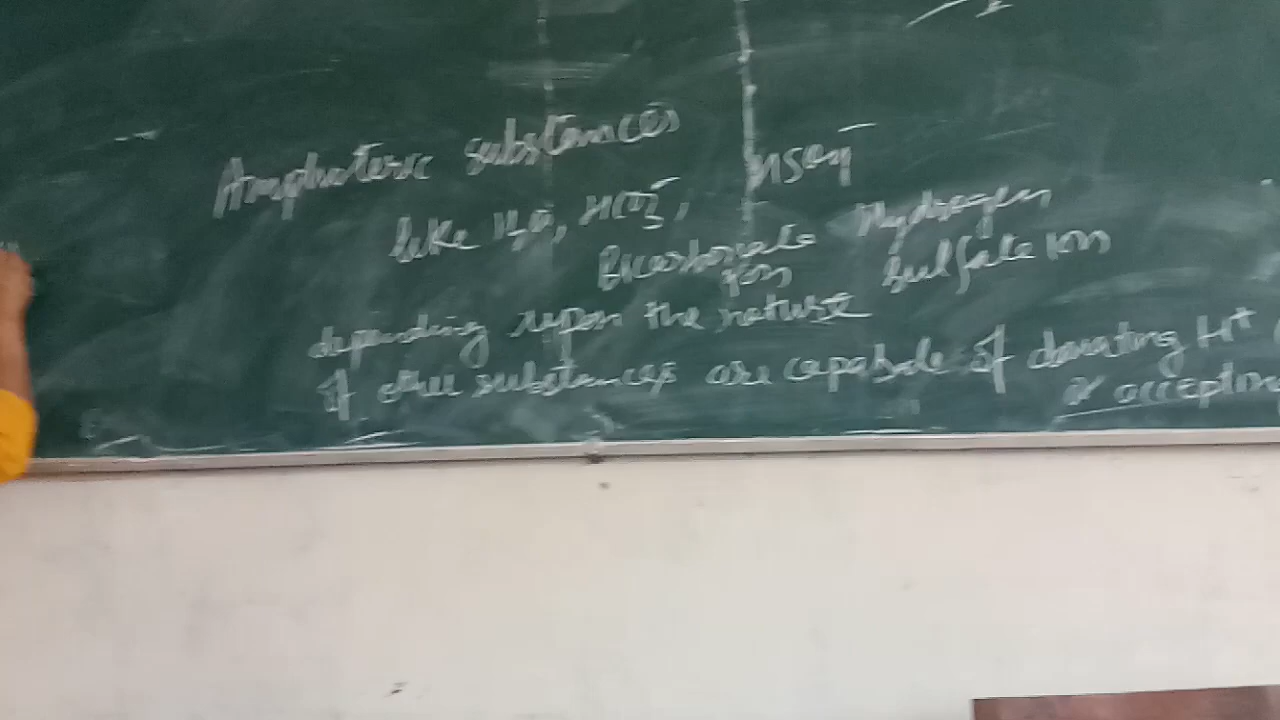 Amphoteric substances
like H₂O, HCO₃⁻, HSO₄⁻
Bicarbonate ion Hydrogen sulfate ion
depending upon the nature
of other substances are capable of donating H⁺
or accepting